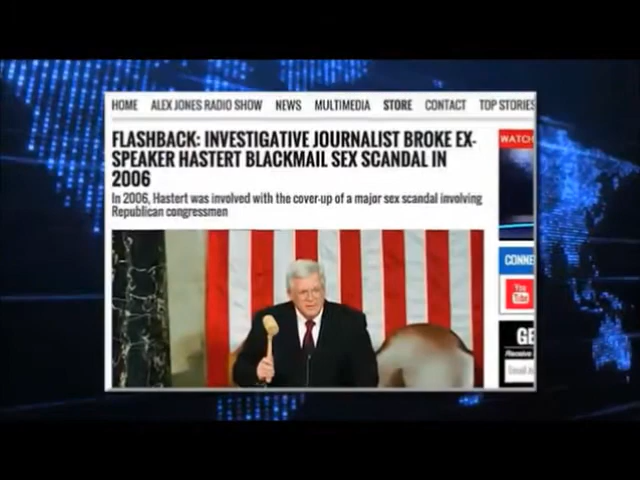 HOME ALEX JONES RADIO SHOW NEWS MULTIMEDIA STORE CONTACT TOP STORIES
FLASHBACK: INVESTIGATIVE JOURNALIST BROKE EX-
SPEAKER HASTERT BLACKMAIL SEX SCANDAL IN
2006
In 2006, Hastert was involved with the cover-up of a major sex scandal involving
Republican congressmen
WATCH
CONNE
You
Tube
GE
Receive
Email A